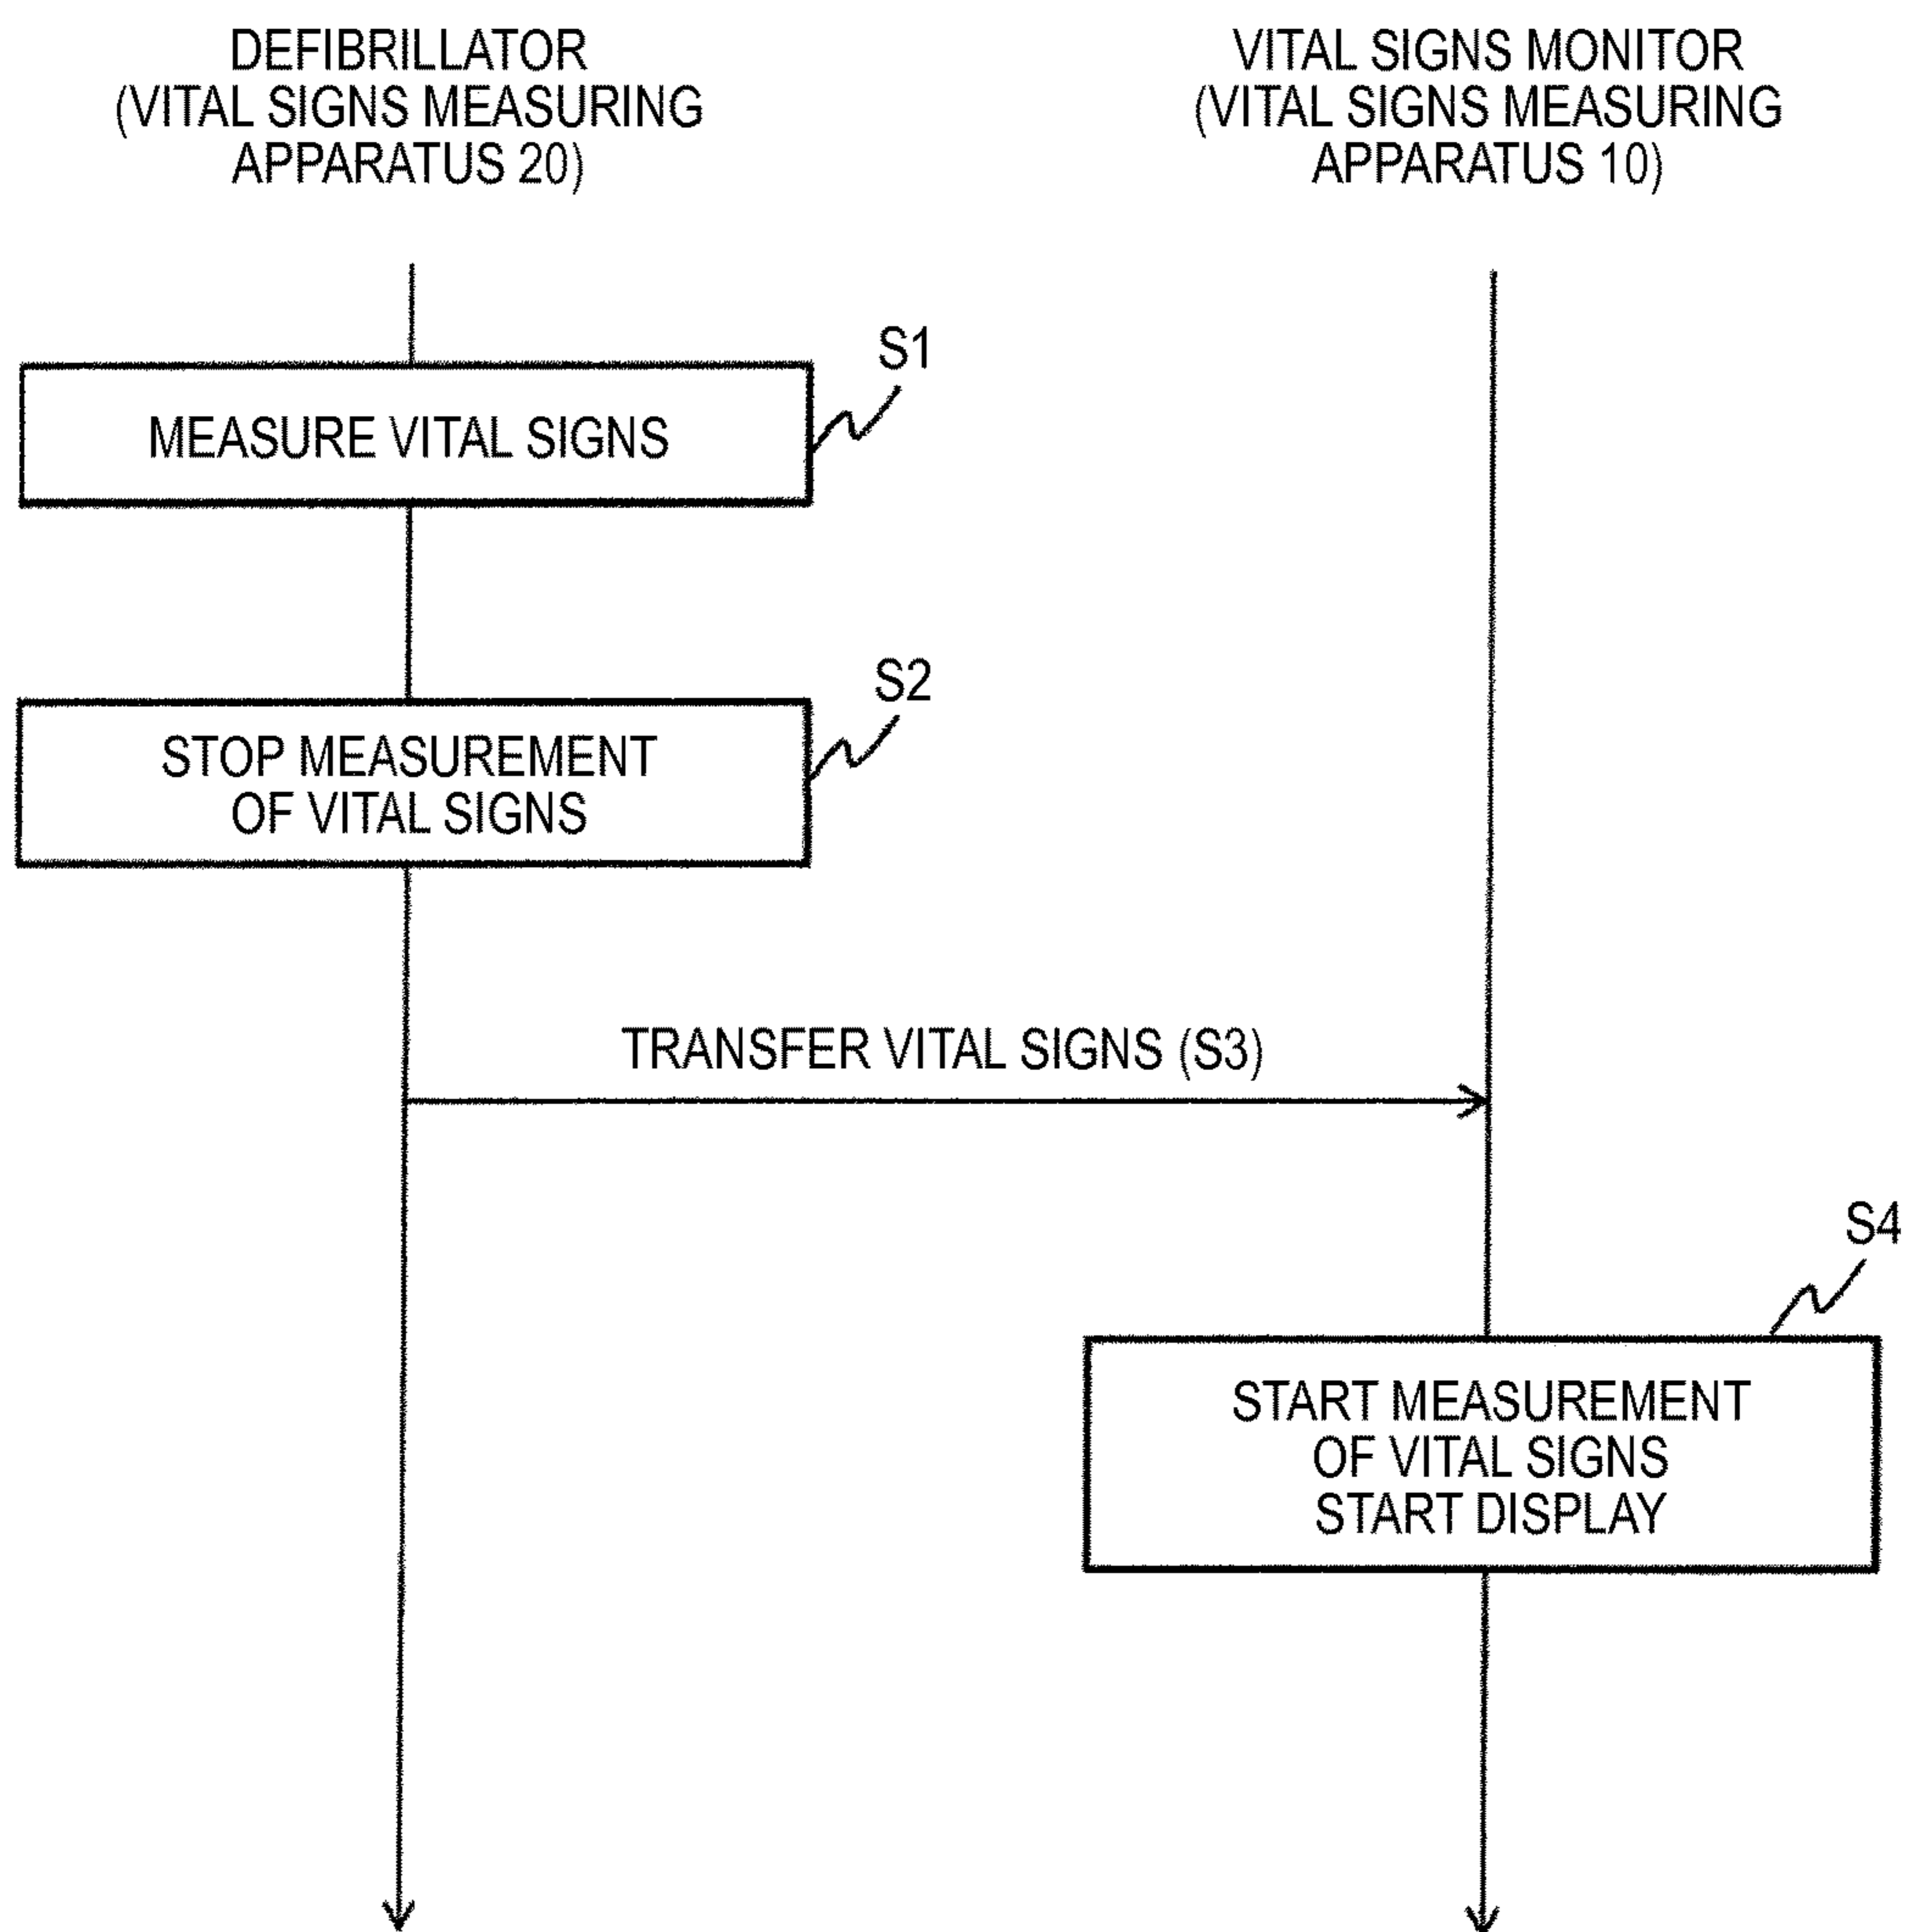 DEFIBRILLATOR
(VITAL SIGNS MEASURING
APPARATUS 20)
VITAL SIGNS MONITOR
(VITAL SIGNS MEASURING
APPARATUS 10)
S1
MEASURE VITAL SIGNS
S2
STOP MEASUREMENT
OF VITAL SIGNS
TRANSFER VITAL SIGNS (S3)
S4
START MEASUREMENT
OF VITAL SIGNS
START DISPLAY